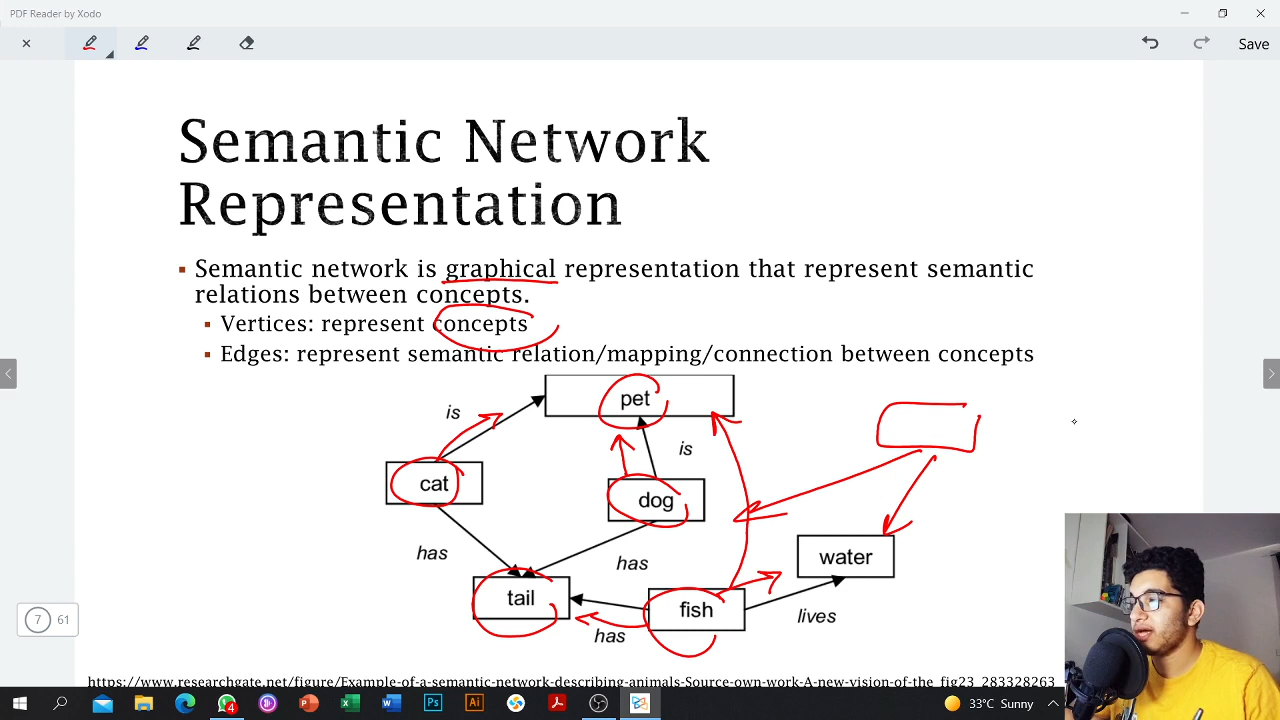 PDF Reader by Xodo
Save
Semantic Network
Representation
▪ Semantic network is graphical representation that represent semantic
relations between concepts.
▪ Vertices: represent concepts
▪ Edges: represent semantic relation/mapping/connection between concepts
pet
is
is
cat
dog
has
has
water
tail
fish
has
lives
7 61
https://www.researchgate.net/figure/Example-of-a-semantic-network-describing-animals-Source-own-work-A-new-vision-of-the_fig23_283328263
4
33°C Sunny